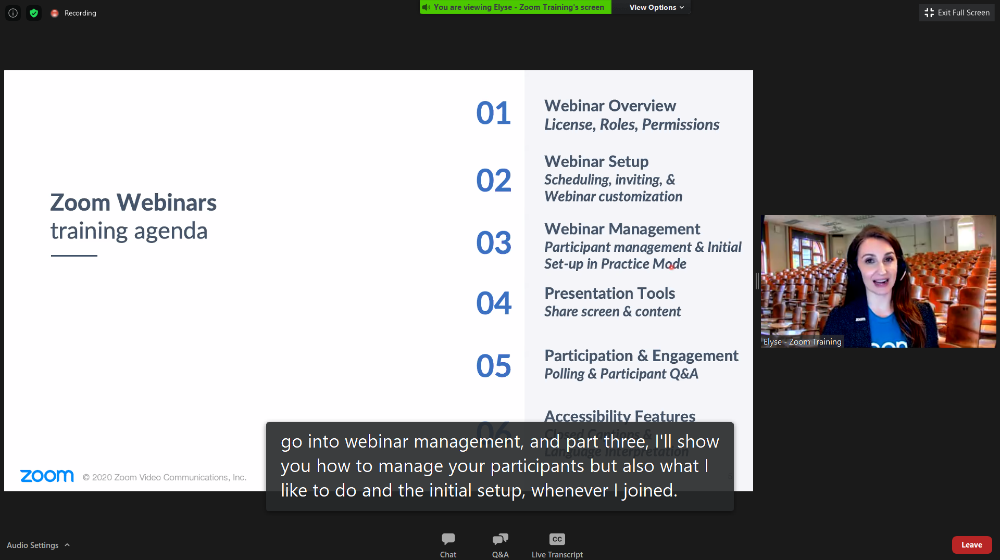 Recording
You are viewing Elyse - Zoom Training's screen
View Options
Exit Full Screen
Zoom Webinars
training agenda
01
Webinar Overview
License, Roles, Permissions
02
Webinar Setup
Scheduling, inviting, &
Webinar customization
03
Webinar Management
Participant management & Initial
Set-up in Practice Mode
04
Presentation Tools
Share screen & content
05
Participation & Engagement
Polling & Participant Q&A
06
Accessibility Features
Closed Captions &
Language Interpretation
zoom © 2020 Zoom Video Communications, Inc.
go into webinar management, and part three, I'll show
you how to manage your participants but also what I
like to do and the initial setup, whenever I joined.
zoom
Elyse - Zoom Training
Audio Settings
Chat
Q&A
CC
Live Transcript
Leave